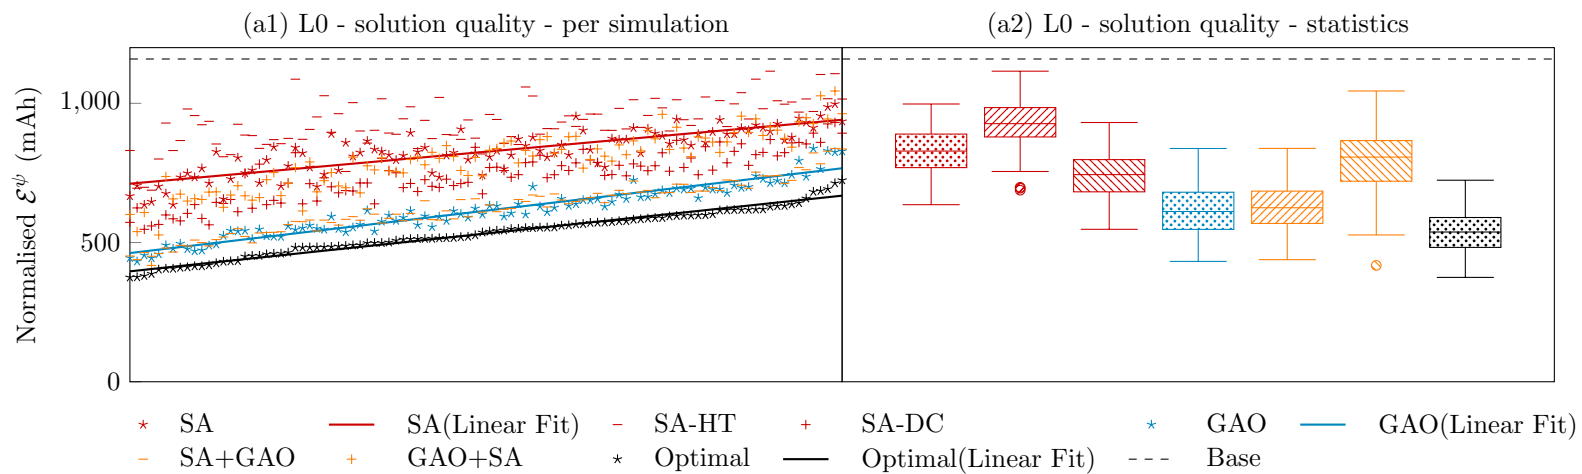 (a1) L0 - solution quality - per simulation
(a2) L0 - solution quality - statistics
Normalised ℰ^ψ (mAh)
1,000
500
0
SA SA(Linear Fit) SA-HT SA-DC GAO GAO(Linear Fit)
SA+GAO GAO+SA Optimal Optimal(Linear Fit) Base